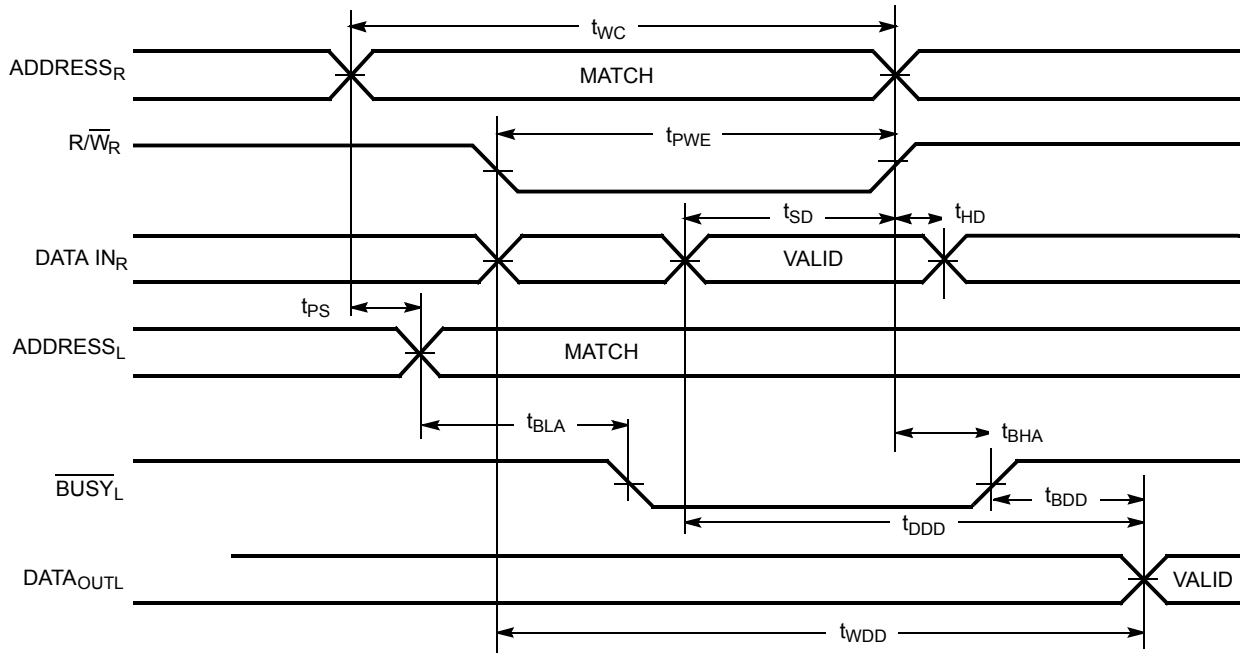 tWC
ADDRESSR
MATCH
R/W̅R
tPWE
tSD
tHD
DATA INR
VALID
tPS
ADDRESSL
MATCH
tBLA
tBHA
B̅U̅S̅Y̅L
tBDD
tDDD
DATAOUTL
VALID
tWDD